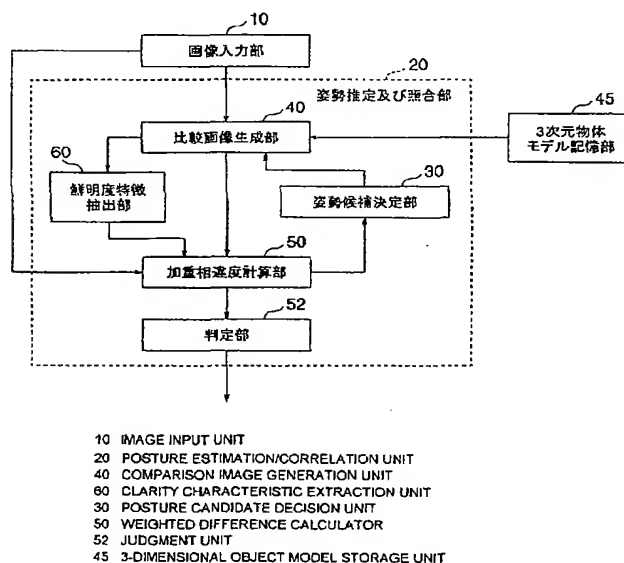 10
画像入力部
20
姿勢推定及び照合部
40
比較画像生成部
45
3次元物体
モデル記憶部
60
鮮明度特徴
抽出部
30
姿勢候補決定部
50
加重相違度計算部
52
判定部
10 IMAGE INPUT UNIT
20 POSTURE ESTIMATION/CORRELATION UNIT
40 COMPARISON IMAGE GENERATION UNIT
60 CLARITY CHARACTERISTIC EXTRACTION UNIT
30 POSTURE CANDIDATE DECISION UNIT
50 WEIGHTED DIFFERENCE CALCULATOR
52 JUDGMENT UNIT
45 3-DIMENSIONAL OBJECT MODEL STORAGE UNIT